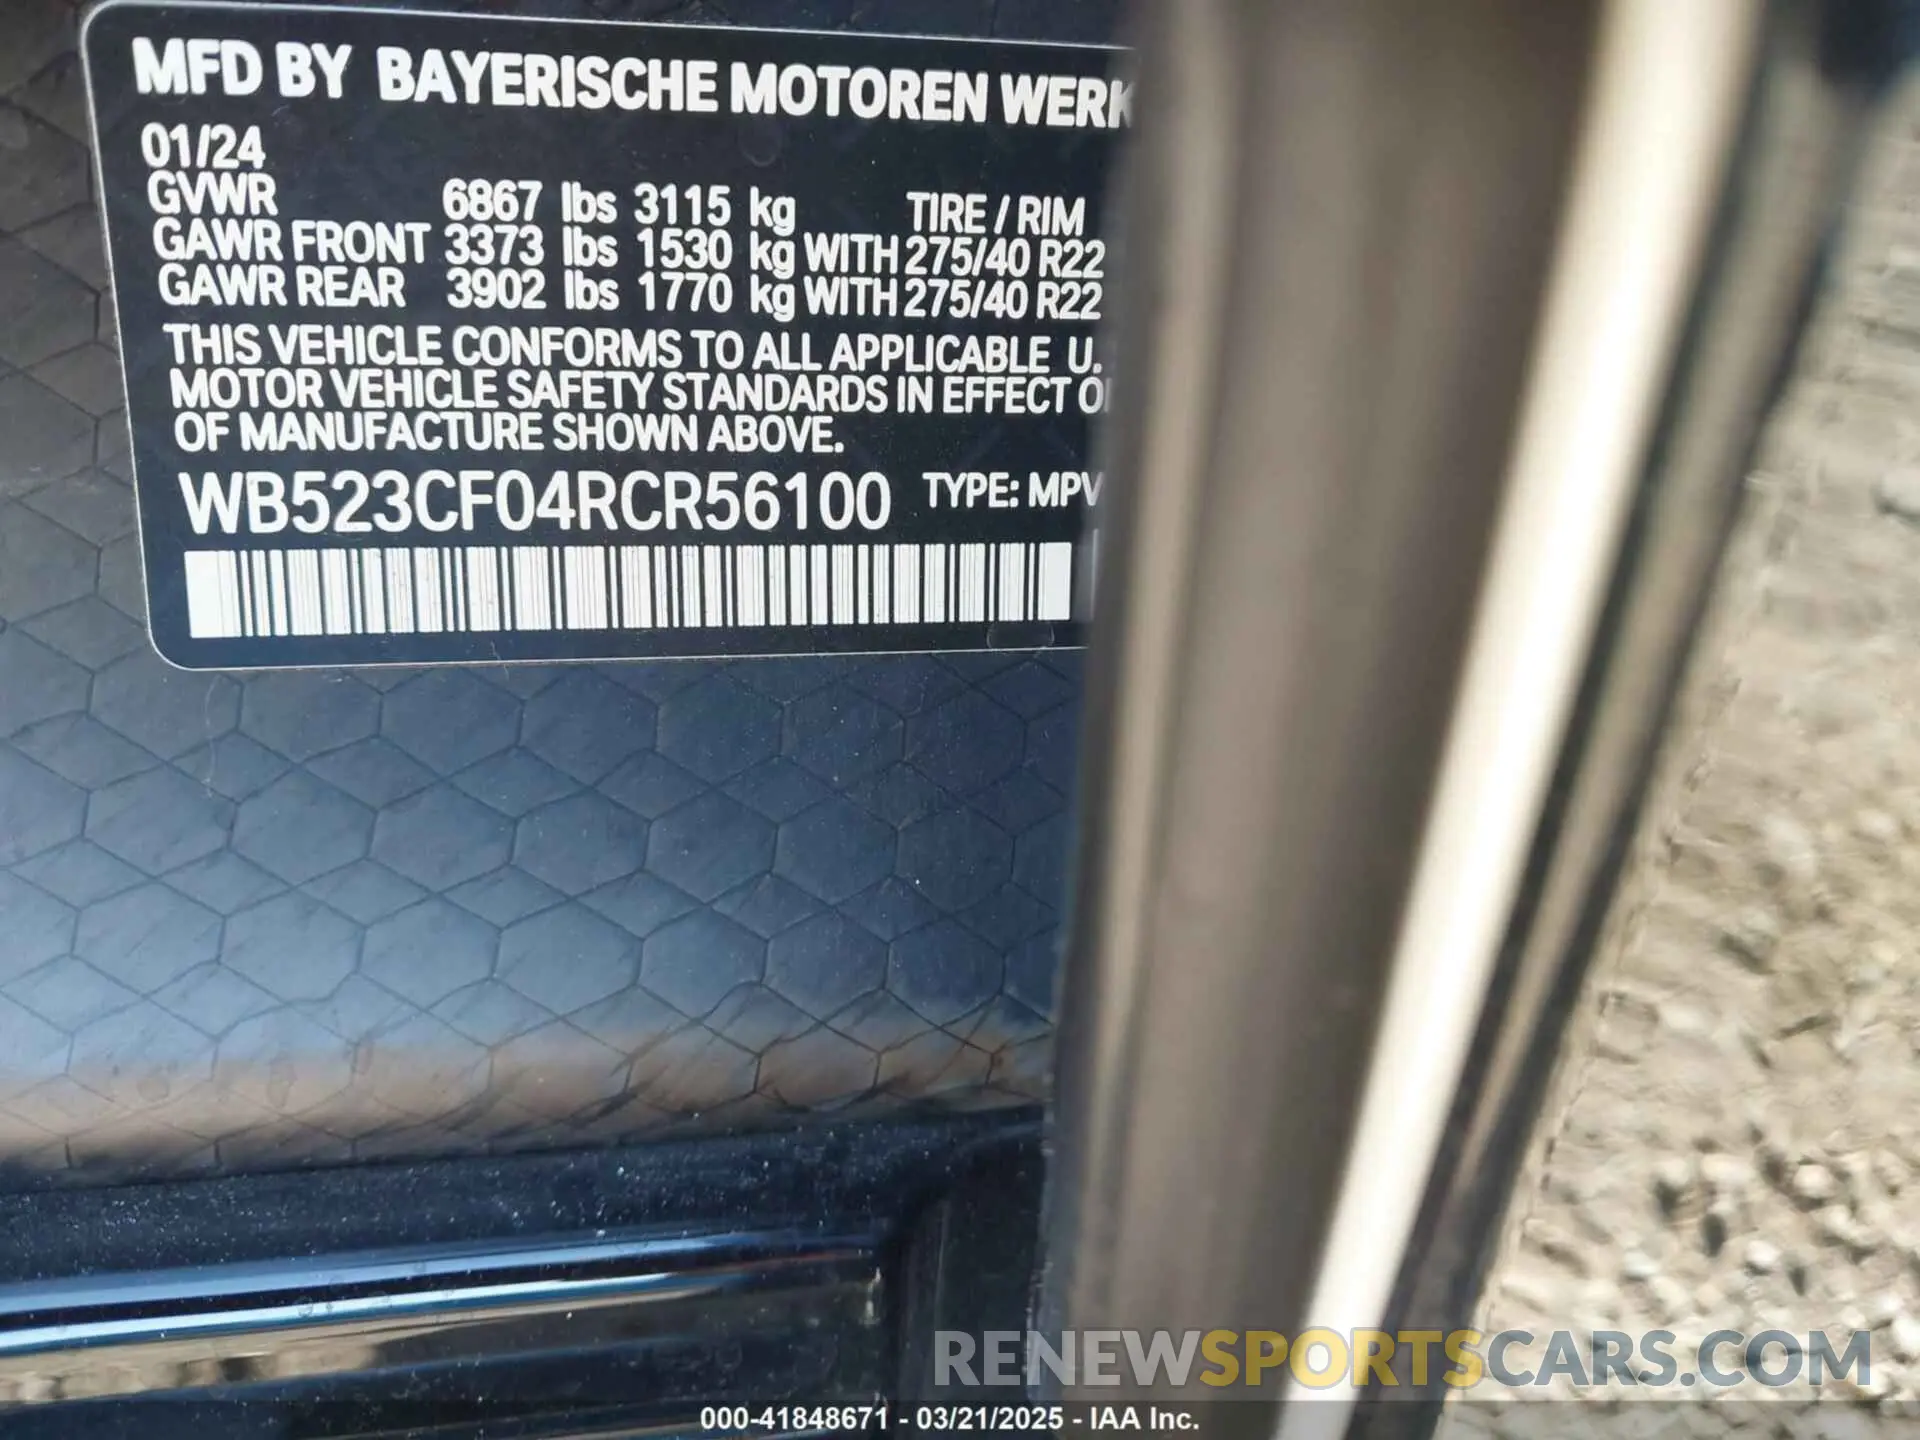 MFD BY BAYERISCHE MOTOREN WERK
01/24
GVWR 6867 lbs 3115 kg TIRE / RIM
GAWR FRONT 3373 lbs 1530 kg WITH 275/40 R22
GAWR REAR 3902 lbs 1770 kg WITH 275/40 R22
THIS VEHICLE CONFORMS TO ALL APPLICABLE U.
MOTOR VEHICLE SAFETY STANDARDS IN EFFECT
OF MANUFACTURE SHOWN ABOVE.
WB523CF04RCR56100 TYPE: MPV
RENEWSPORTSCARS.COM
000-41848671 - 03/21/2025 - IAA Inc.